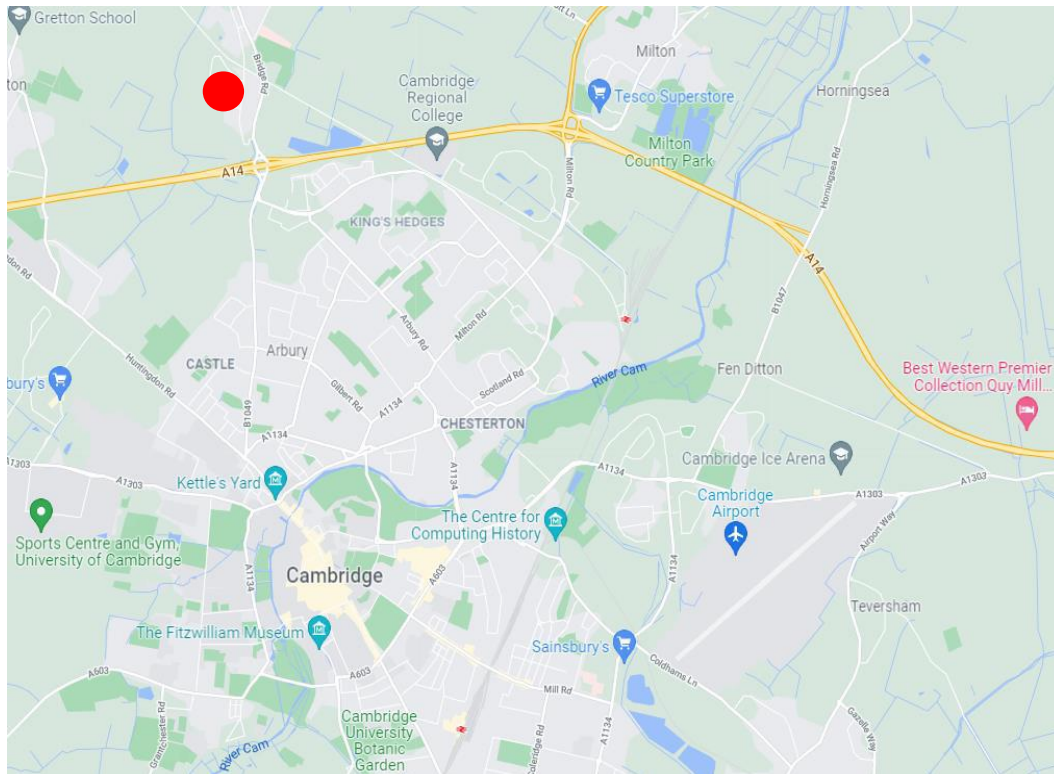 Gretton School
Bridge Rd
Milton
Horningsea
Cambridge
Regional
College
Tesco Superstore
Milton
Country Park
Horningsea Rd
A14
Milton Rd
KING'S HEDGES
A14
B1047
Arbury Rd
Milton Rd
Arbury
CASTLE
Huntingdon Rd
Gilbert Rd
Scotland Rd
River Cam
Fen Ditton
Best Western Premier
Collection Quy Mill...
B1049
A1134
A1134
CHESTERTON
A1303
A1134
A1134
Cambridge Ice Arena
A1303
A1303
Kettle's Yard
Cambridge
Airport
Airport Way
The Centre for
Computing History
Sports Centre and Gym,
University of Cambridge
A1134
Cambridge
A603
A1134
Teversham
The Fitzwilliam Museum
Sainsbury's
Coldhams Ln
A603
A603
Mill Rd
A1134
Grantchester Rd
River Cam
Cambridge
University
Botanic
Garden
Gazelle Way